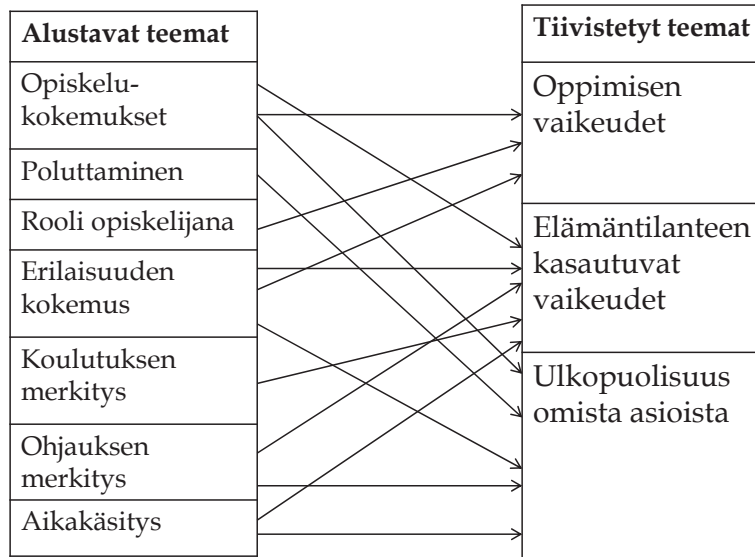 Alustavat teemat
Opiskelu-
kokemukset
Poluttaminen
Rooli opiskelijana
Erilaisuuden
kokemus
Koulutuksen
merkitys
Ohjauksen
merkitys
Aikakäsitys
Tiivistetyt teemat
Oppimisen
vaikeudet
Elämäntilanteen
kasautuvat
vaikeudet
Ulkopuolisuus
omista asioista